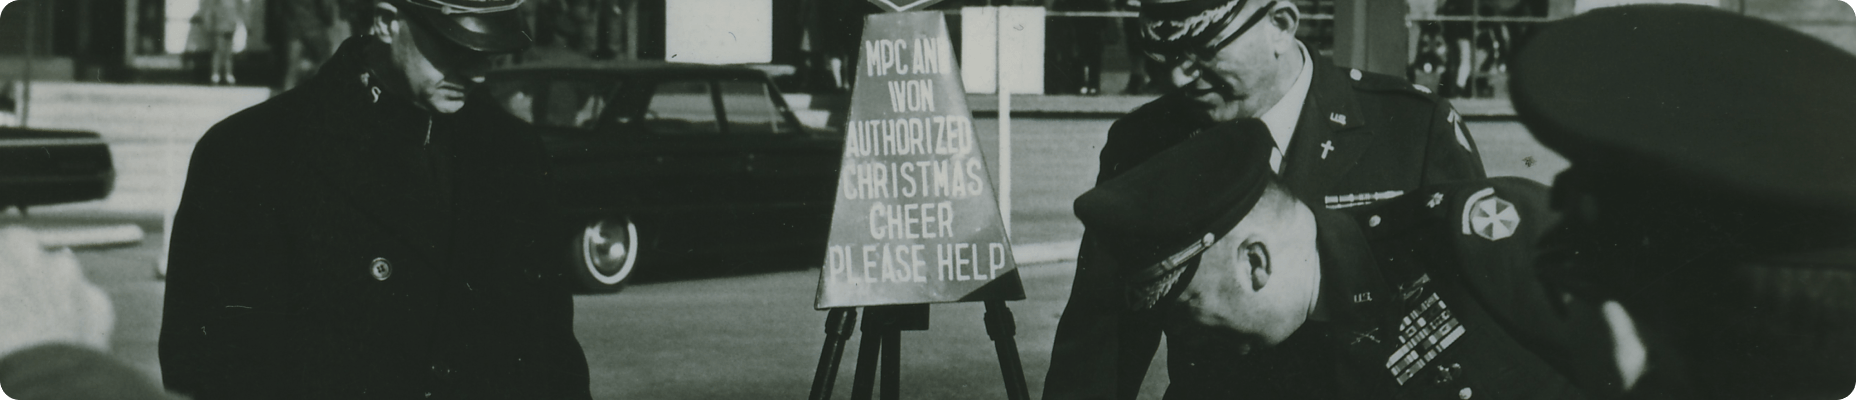 MPC AND
WON
AUTHORIZED
CHRISTMAS
CHEER
PLEASE HELP
U.S.
U.S.